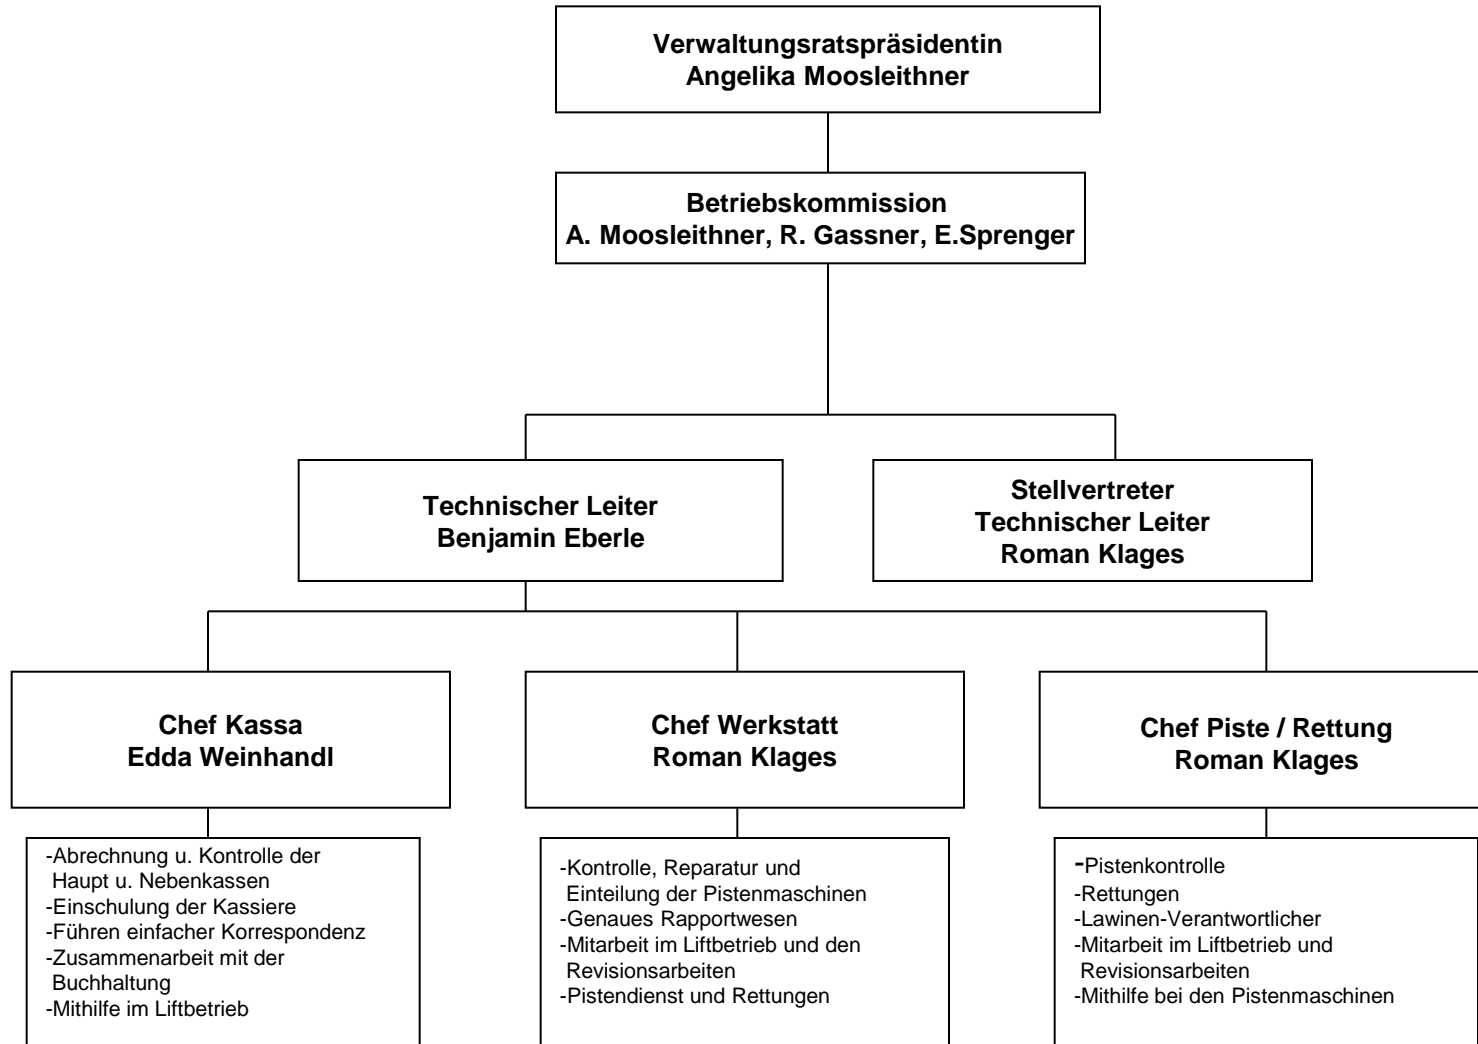 Verwaltungsratspräsidentin
Angelika Moosleithner
Betriebskommission
A. Moosleithner, R. Gassner, E.Sprenger
Technischer Leiter
Benjamin Eberle
Stellvertreter
Technischer Leiter
Roman Klages
Chef Kassa
Edda Weinhandl
Chef Werkstatt
Roman Klages
Chef Piste / Rettung
Roman Klages
-Abrechnung u. Kontrolle der
Haupt u. Nebenkassen
-Einschulung der Kassiere
-Führen einfacher Korrespondenz
-Zusammenarbeit mit der
Buchhaltung
-Mithilfe im Liftbetrieb
-Kontrolle, Reparatur und
Einteilung der Pistenmaschinen
-Genaues Rapportwesen
-Mitarbeit im Liftbetrieb und den
Revisionsarbeiten
-Pistendienst und Rettungen
-Pistenkontrolle
-Rettungen
-Lawinen-Verantwortlicher
-Mitarbeit im Liftbetrieb und
Revisionsarbeiten
-Mithilfe bei den Pistenmaschinen